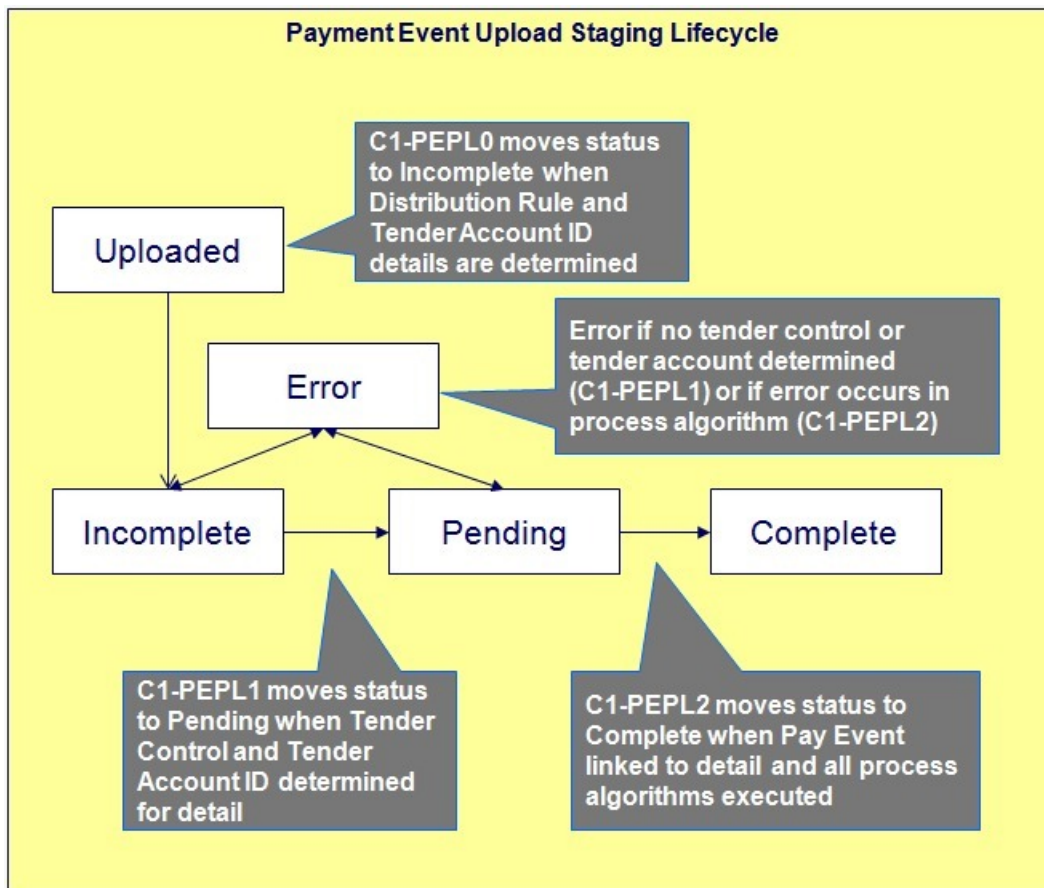 Payment Event Upload Staging Lifecycle
C1-PEPL0 moves status
to Incomplete when
Distribution Rule and
Tender Account ID
details are determined
Uploaded
Error if no tender control or
tender account determined
(C1-PEPL1) or if error occurs in
process algorithm (C1-PEPL2)
Error
Incomplete
Pending
Complete
C1-PEPL1 moves status
to Pending when Tender
Control and Tender
Account ID determined
for detail
C1-PEPL2 moves status to
Complete when Pay Event
linked to detail and all process
algorithms executed